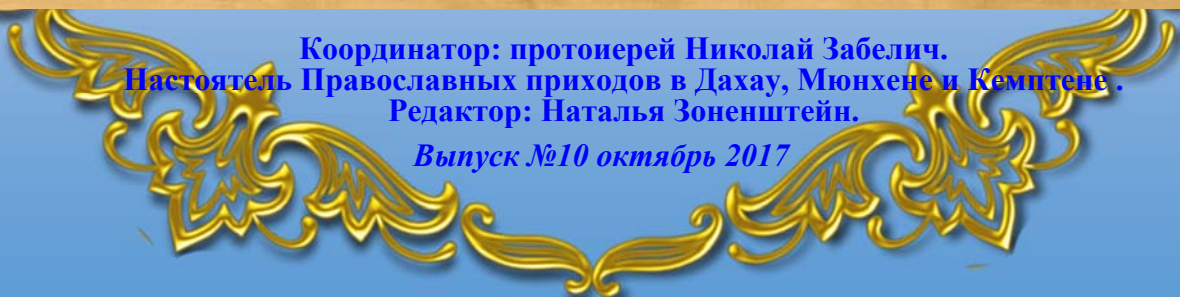 Координатор: протоиерей Николай Забелич.
Настоятель Православных приходов в Дахау, Мюнхене и Кемптене .
Редактор: Наталья Зоненштейн.
Выпуск №10 октябрь 2017